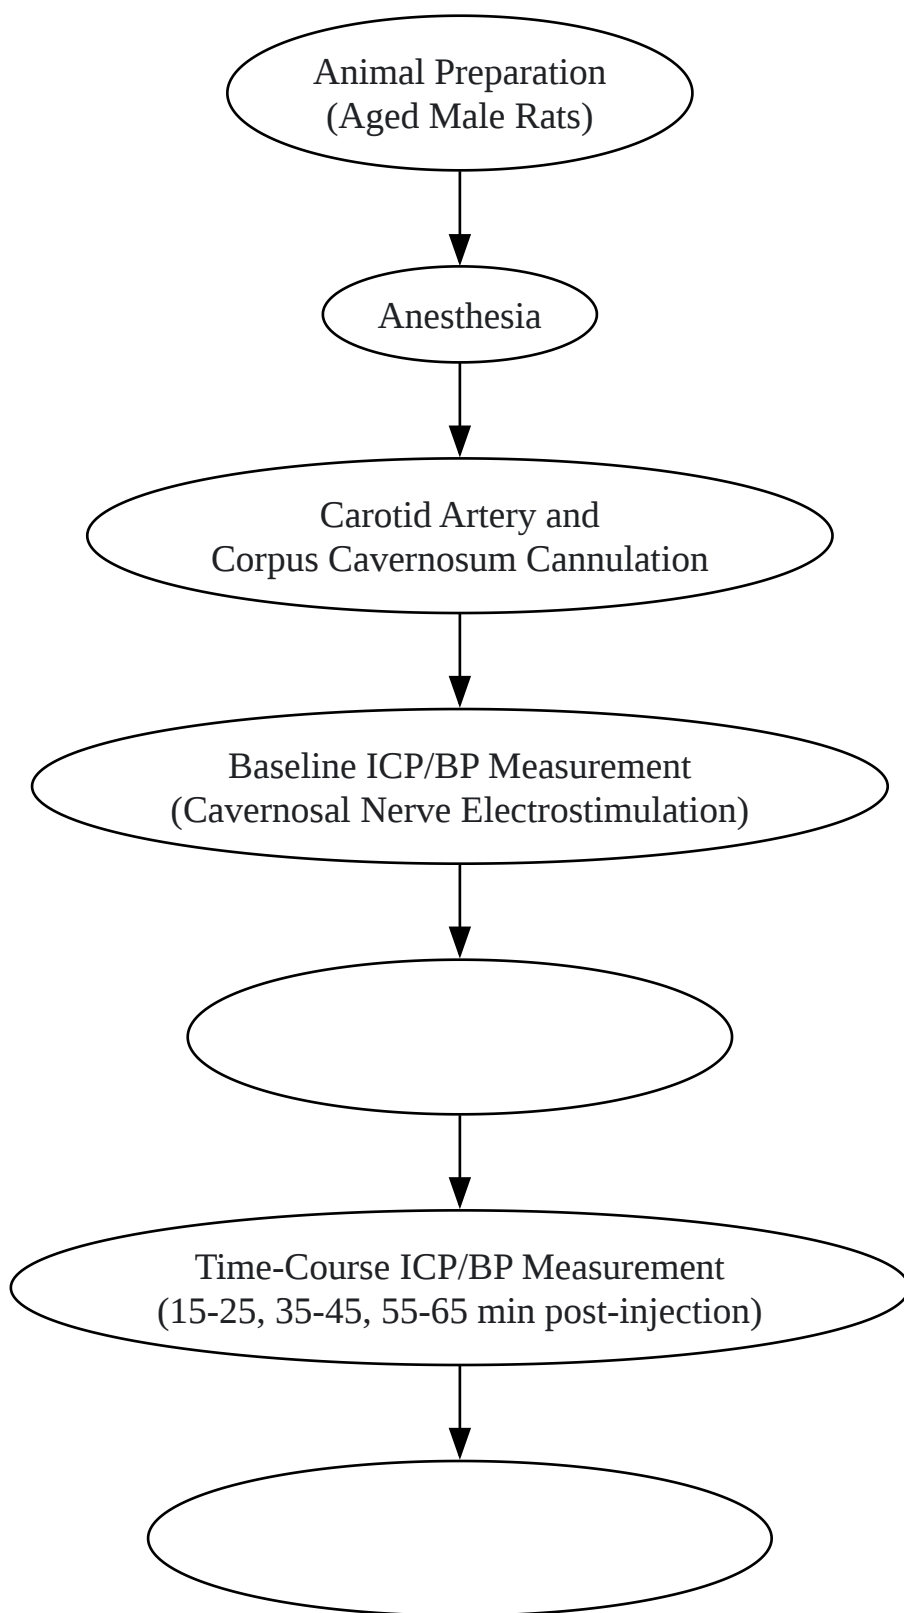 Animal Preparation
(Aged Male Rats)
Anesthesia
Carotid Artery and
Corpus Cavernosum Cannulation
Baseline ICP/BP Measurement
(Cavernosal Nerve Electrostimulation)
Time-Course ICP/BP Measurement
(15-25, 35-45, 55-65 min post-injection)